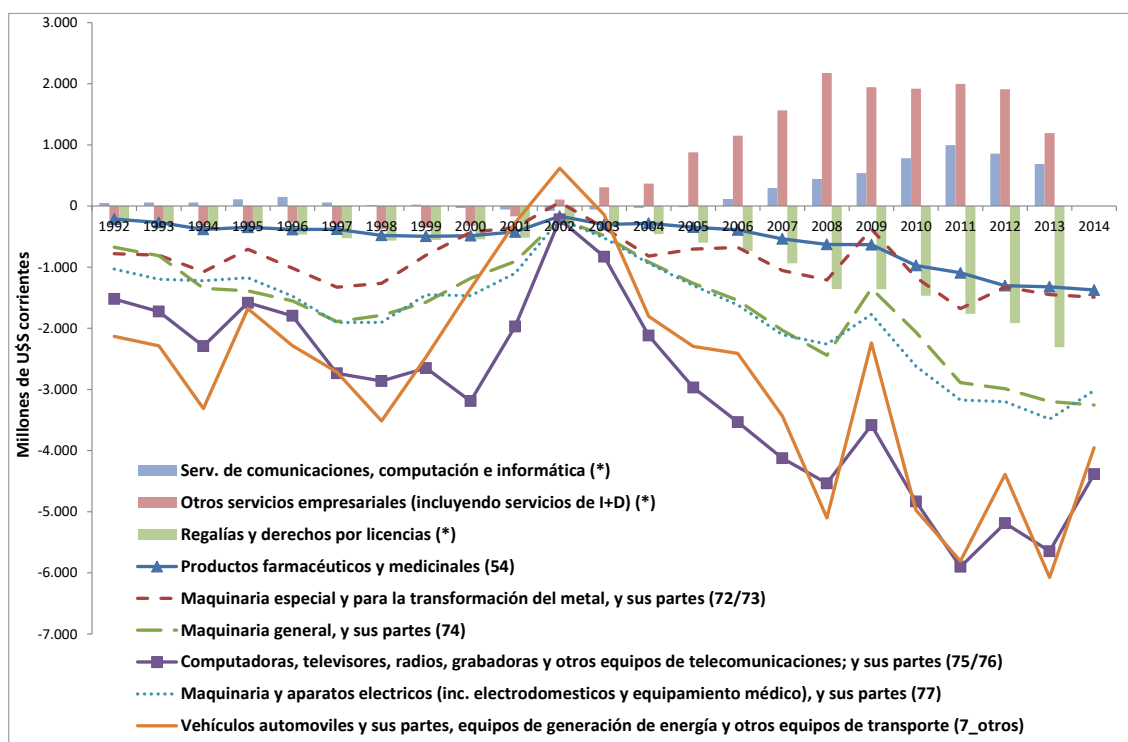 3.000
2.000
1.000
0
-1.000
-2.000
-3.000
-4.000
-5.000
-6.000
-7.000
Millones de U$S corrientes
1992 1993 1994 1995 1996 1997 1998 1999 2000 2001 2002 2003 2004 2005 2006 2007 2008 2009 2010 2011 2012 2013 2014
Serv. de comunicaciones, computación e informática (*)
Otros servicios empresariales (incluyendo servicios de I+D) (*)
Regalías y derechos por licencias (*)
Productos farmacéuticos y medicinales (54)
Maquinaria especial y para la transformación del metal, y sus partes (72/73)
Maquinaria general, y sus partes (74)
Computadoras, televisores, radios, grabadoras y otros equipos de telecomunicaciones; y sus partes (75/76)
Maquinaria y aparatos electricos (inc. electrodomesticos y equipamiento médico), y sus partes (77)
Vehículos automoviles y sus partes, equipos de generación de energía y otros equipos de transporte (7_otros)